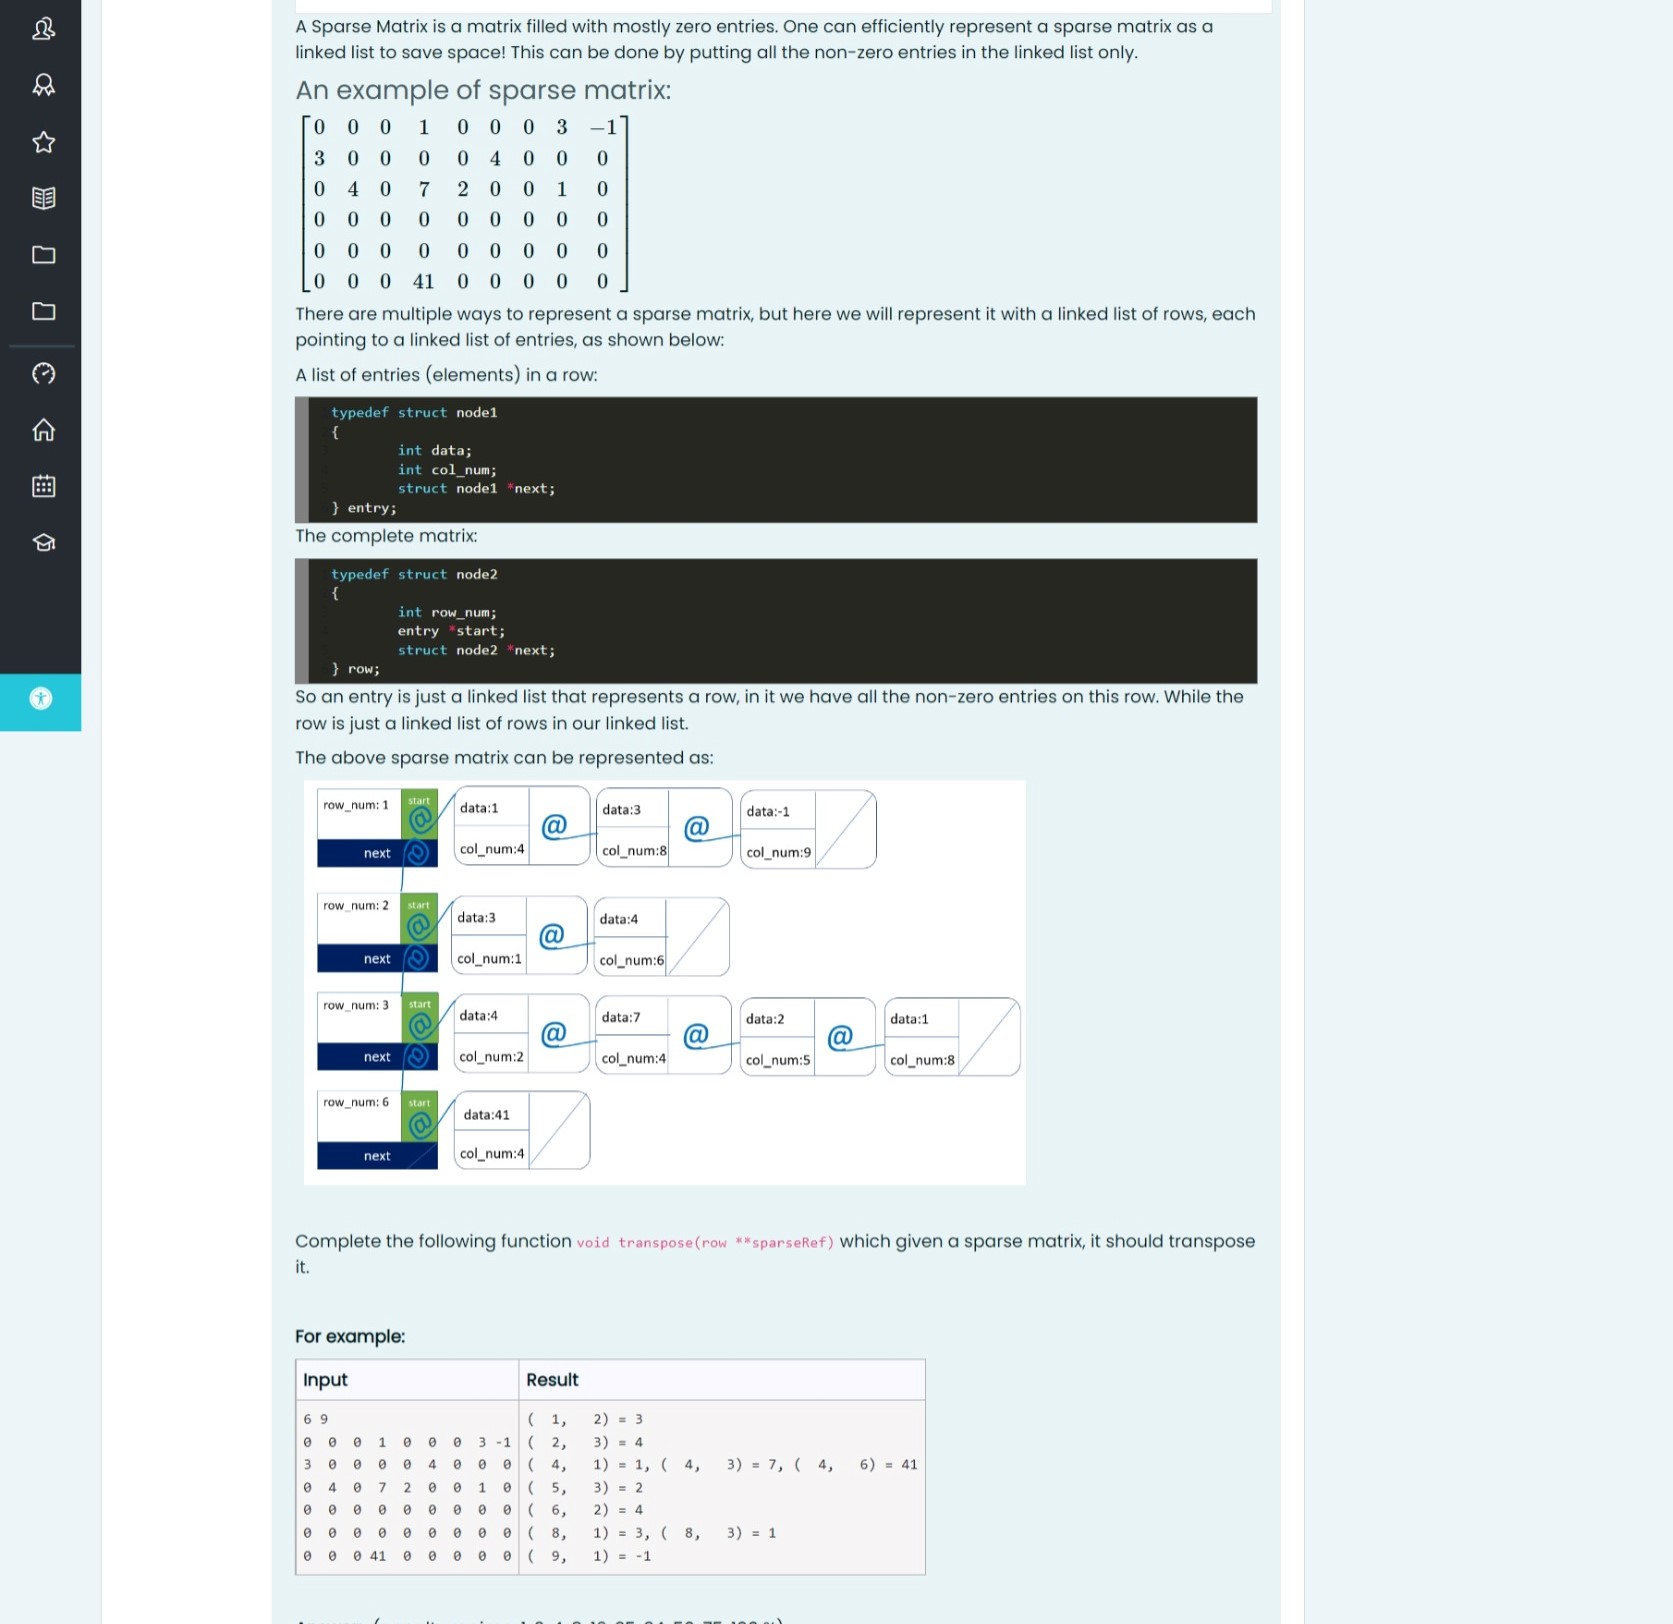 A Sparse Matrix is a matrix filled with mostly zero entries. One can efficiently represent a sparse matrix as a
linked list to save space! This can be done by putting all the non-zero entries in the linked list only.
An example of sparse matrix:
0 0 0 1 0 0 0 3 −1
3 0 0 0 0 4 0 0 0
0 4 0 7 2 0 0 1 0
0 0 0 0 0 0 0 0 0
0 0 0 0 0 0 0 0 0
0 0 0 41 0 0 0 0 0
There are multiple ways to represent a sparse matrix, but here we will represent it with a linked list of rows, each
pointing to a linked list of entries, as shown below:
A list of entries (elements) in a row:
typedef struct node1
{
int data;
int col_num;
struct node1 *next;
} entry;
The complete matrix:
typedef struct node2
{
int row_num;
entry *start;
struct node2 *next;
} row;
So an entry is just a linked list that represents a row, in it we have all the non-zero entries on this row. While the
row is just a linked list of rows in our linked list.
The above sparse matrix can be represented as:
row_num: 1 start @ data:1 @ data:3 @ data:-1
next @ col_num:4 col_num:8 col_num:9
row_num: 2 start @ data:3 @ data:4
next @ col_num:1 col_num:6
row_num: 3 start @ data:4 @ data:7 @ data:2 @ data:1
next @ col_num:2 col_num:4 col_num:5 col_num:8
row_num: 6 start @ data:41
next col_num:4
Complete the following function void transpose(row **sparseRef) which given a sparse matrix, it should transpose
it.
For example:
Input Result
6 9 ( 1, 2) = 3
0 0 0 1 0 0 0 3 -1 ( 2, 3) = 4
3 0 0 0 0 4 0 0 0 ( 4, 1) = 1, ( 4, 3) = 7, ( 4, 6) = 41
0 4 0 7 2 0 0 1 0 ( 5, 3) = 2
0 0 0 0 0 0 0 0 0 ( 6, 2) = 4
0 0 0 0 0 0 0 0 0 ( 8, 1) = 3, ( 8, 3) = 1
0 0 0 41 0 0 0 0 0 ( 9, 1) = -1